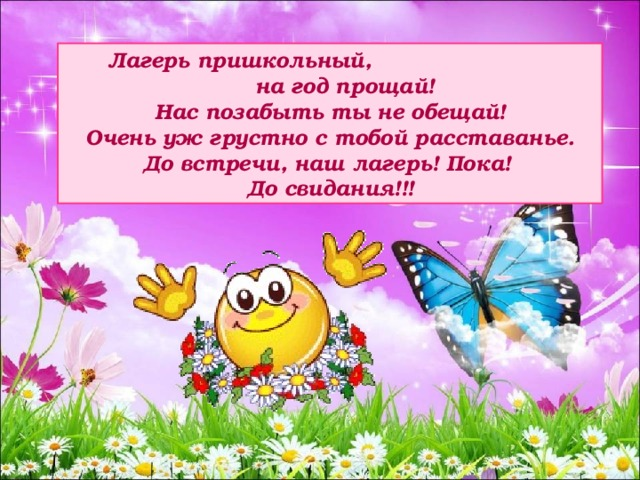 Лагерь пришкольный,
на год прощай!
Нас позабыть ты не обещай!
Очень уж грустно с тобой расставанье.
До встречи, наш лагерь! Пока!
До свидания!!!